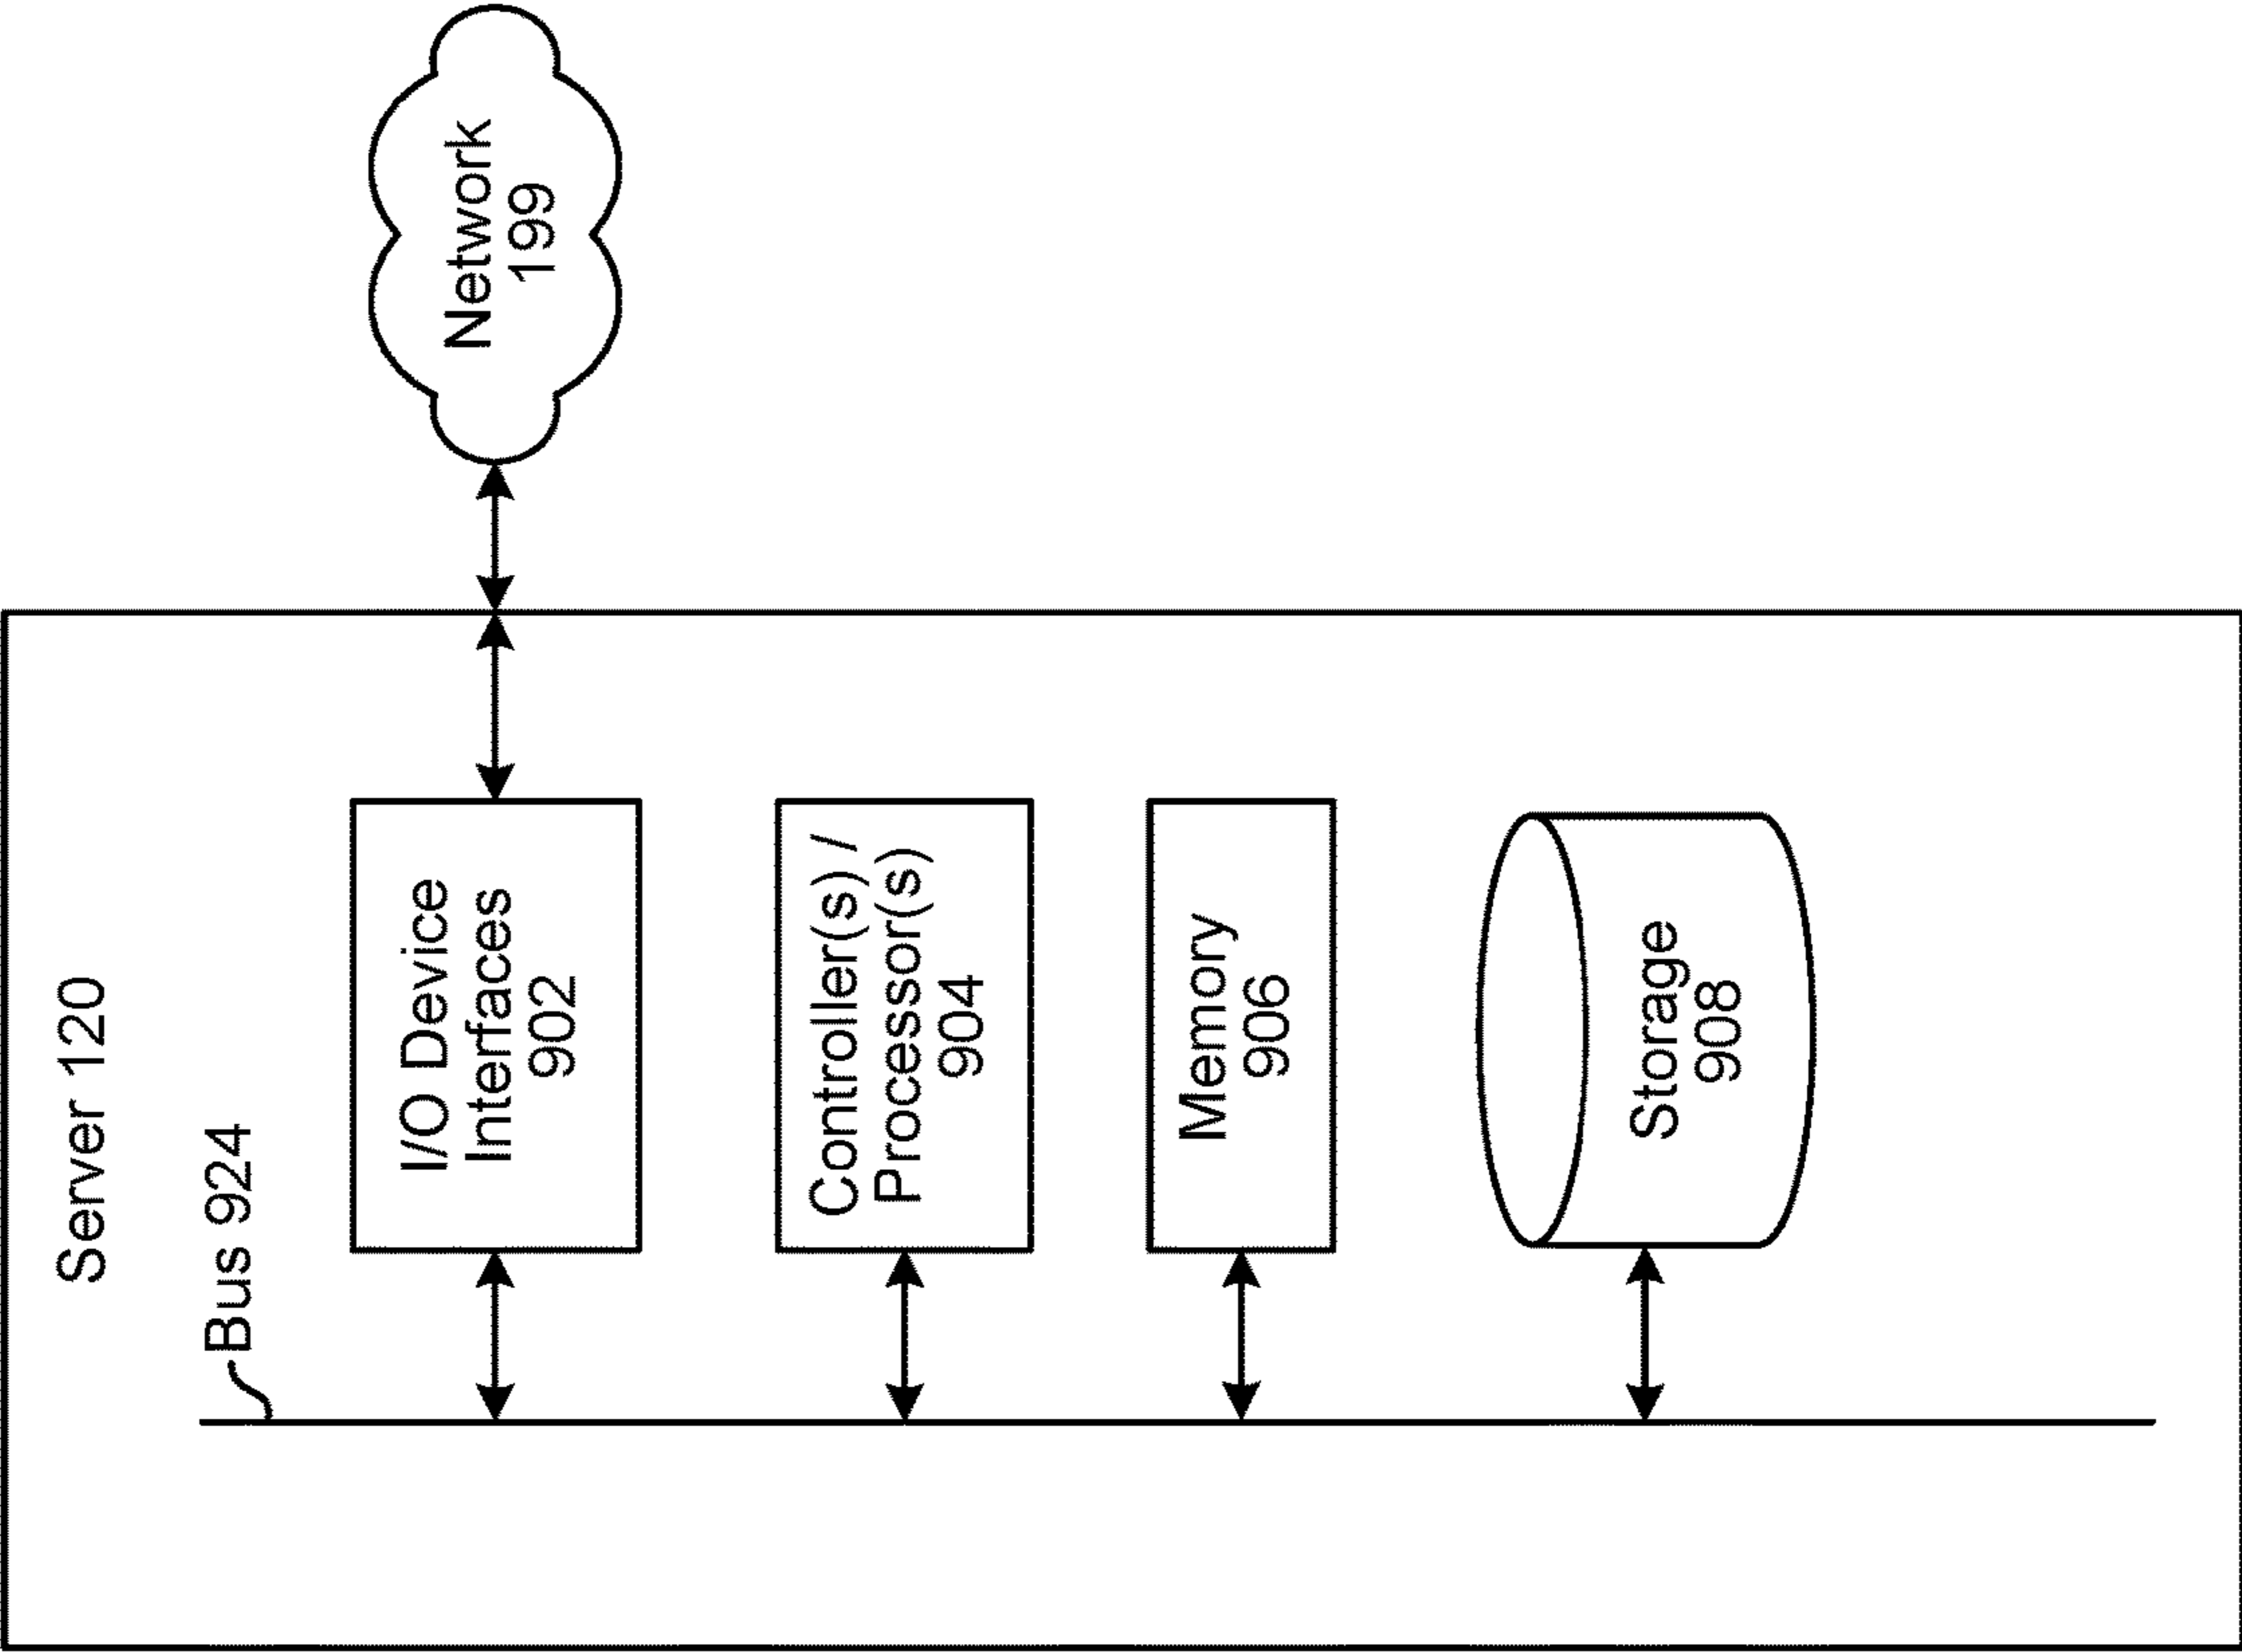 Server 120
Bus 924
I/O Device
Interfaces
902
Network
199
Controller(s) /
Processor(s)
904
Memory
906
Storage
908